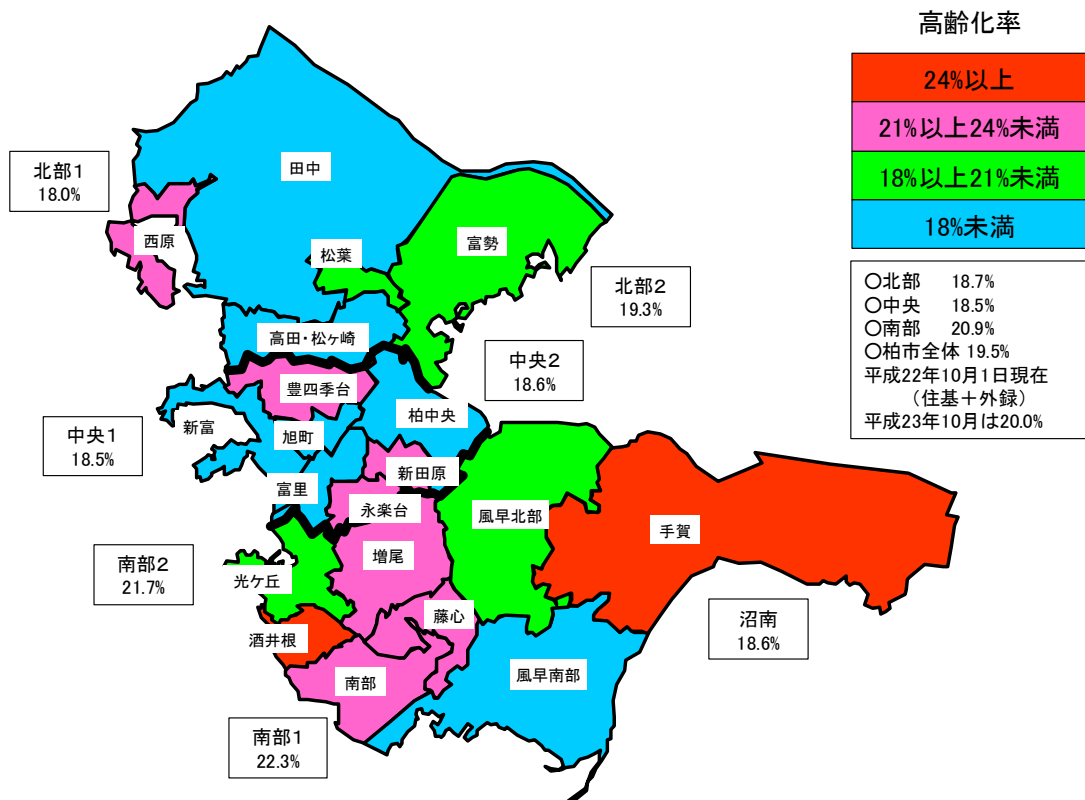 高齢化率
24%以上
21%以上24%未満
18%以上21%未満
18%未満
〇北部 18.7%
〇中央 18.5%
〇南部 20.9%
〇柏市全体 19.5%
平成22年10月1日現在
(住基+外録)
平成23年10月は20.0%
北部1
18.0%
田中
西原
松葉
富勢
北部2
19.3%
高田・松ヶ崎
中央2
18.6%
豊四季台
柏中央
新富
旭町
中央1
18.5%
新田原
富里
永楽台
風早北部
手賀
増尾
南部2
21.7%
光ケ丘
藤心
酒井根
沼南
18.6%
南部
風早南部
南部1
22.3%